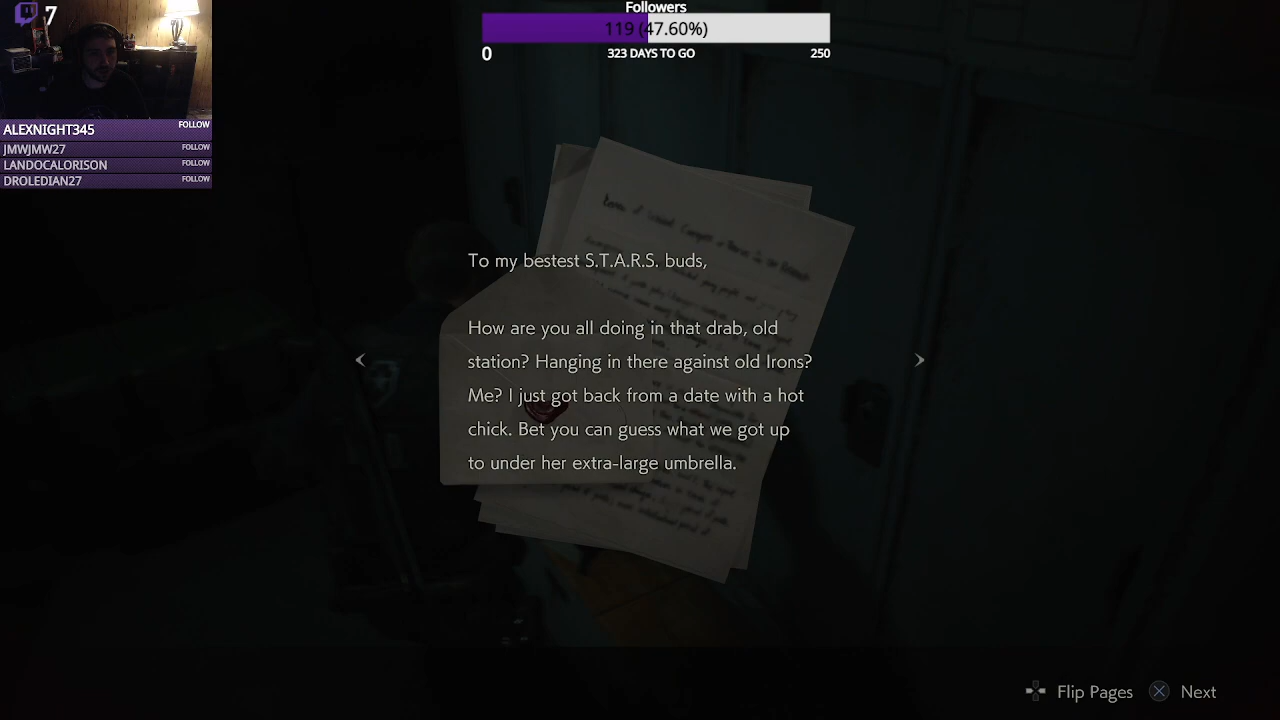 7
Followers
119 (47.60%)
0
323 DAYS TO GO
250
ALEXNIGHT345
FOLLOW
JMWJMW27
FOLLOW
LANDOCALORISON
FOLLOW
DROLEDIAN27
FOLLOW
To my bestest S.T.A.R.S. buds,
How are you all doing in that drab, old
station? Hanging in there against old Irons?
Me? I just got back from a date with a hot
chick. Bet you can guess what we got up
to under her extra-large umbrella.
Flip Pages
Next